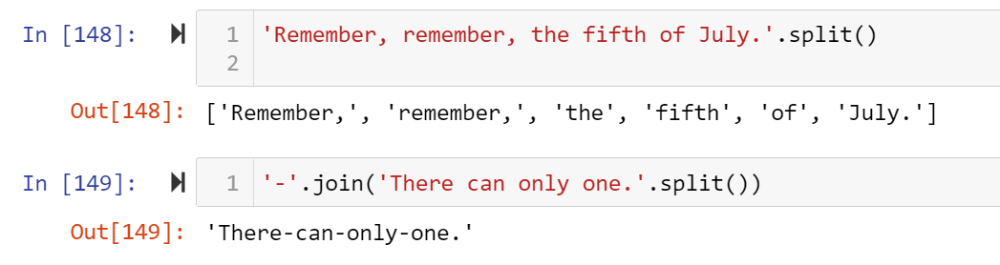 In [148]: 1 'Remember, remember, the fifth of July.'.split()
2
Out[148]: ['Remember,', 'remember,', 'the', 'fifth', 'of', 'July.']
In [149]: 1 '-'.join('There can only one.'.split())
Out[149]: 'There-can-only-one.'